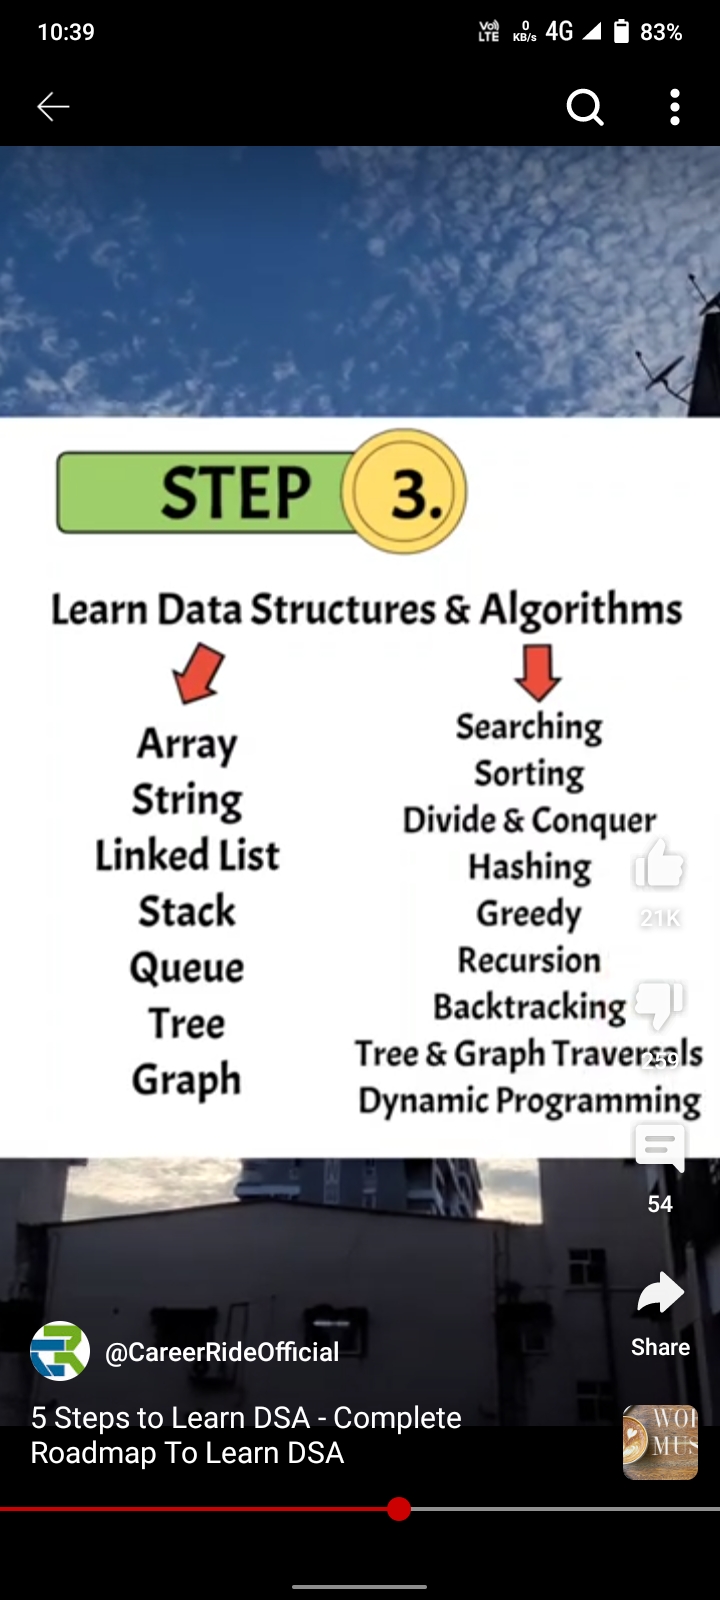 10:39
Vo)) LTE
0 KB/s
4G
83%
STEP 3.
Learn Data Structures & Algorithms
Array
String
Linked List
Stack
Queue
Tree
Graph
Searching
Sorting
Divide & Conquer
Hashing
Greedy
Recursion
Backtracking
Tree & Graph Traversals
Dynamic Programming
21K
259
54
Share
@CareerRideOfficial
5 Steps to Learn DSA - Complete
Roadmap To Learn DSA